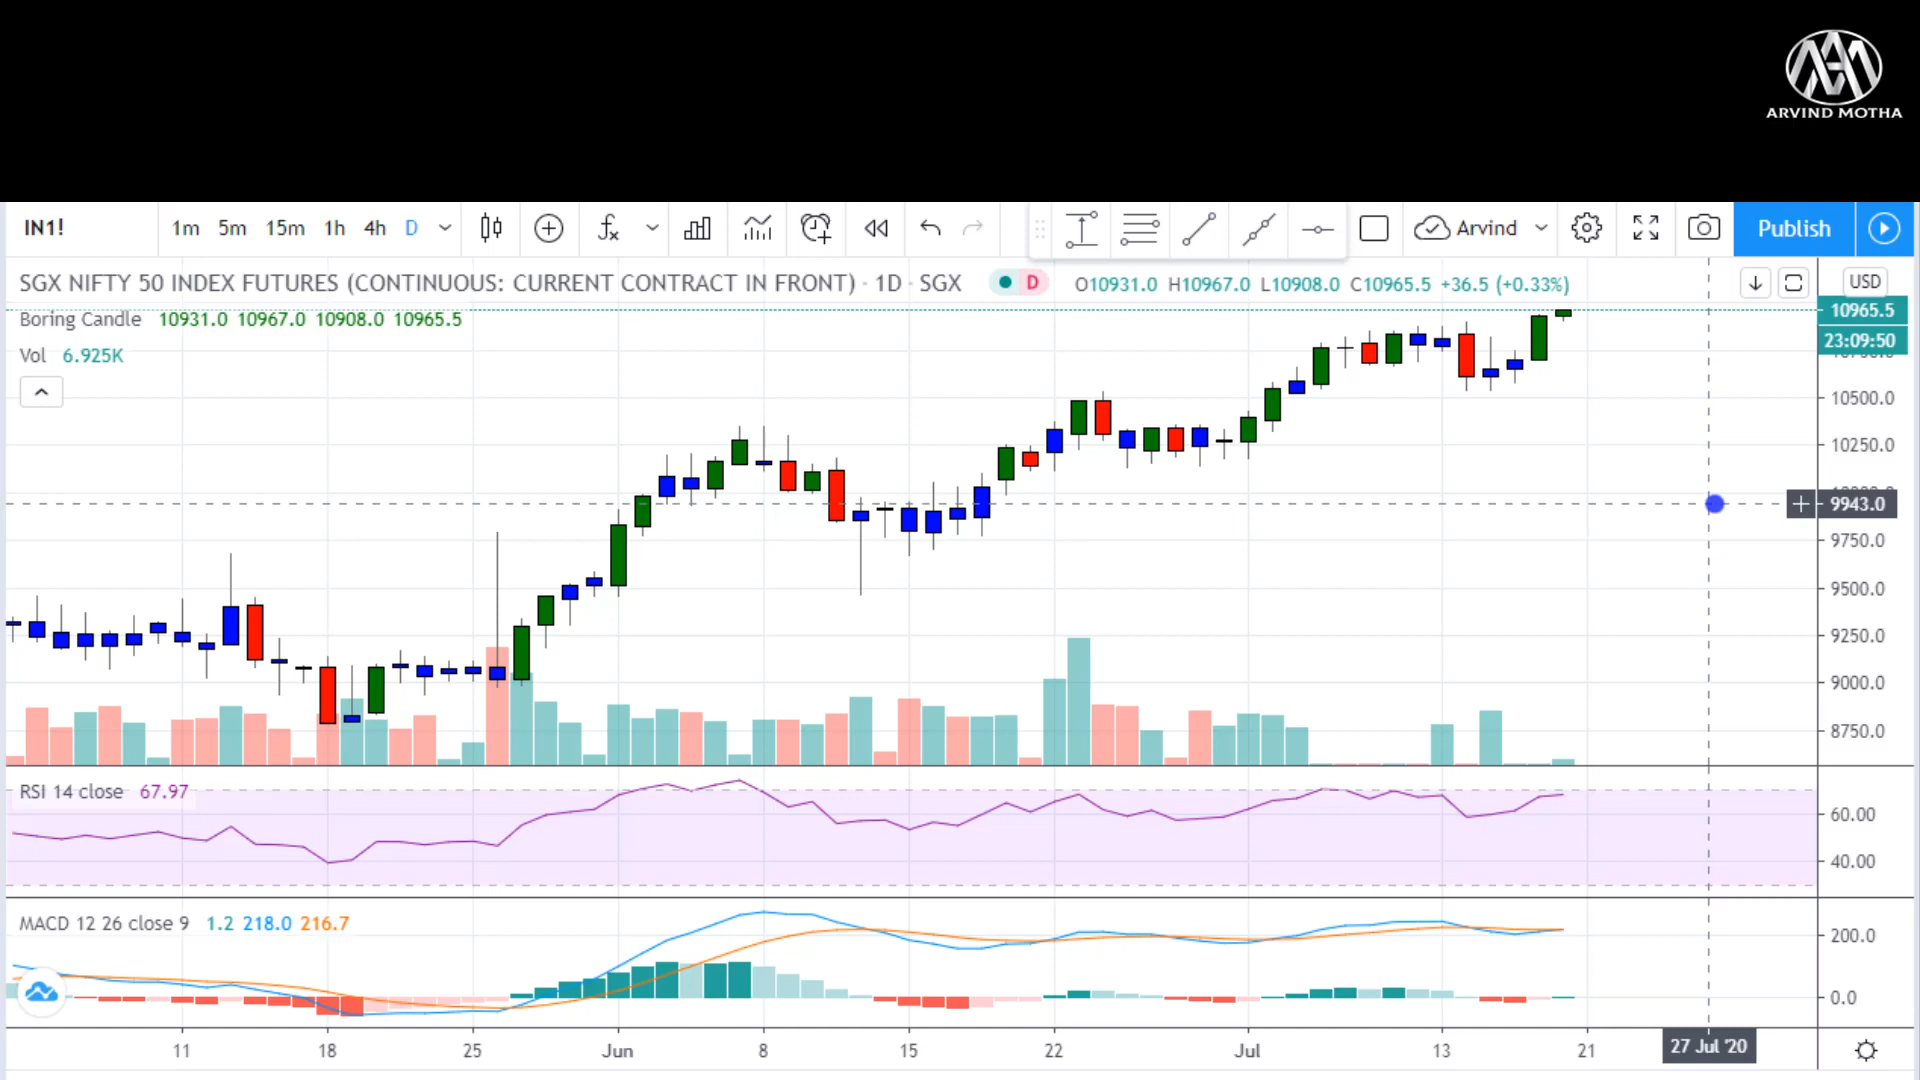 ARVIND MOTHA
IN1! 1m 5m 15m 1h 4h D Arvind Publish
SGX NIFTY 50 INDEX FUTURES (CONTINUOUS: CURRENT CONTRACT IN FRONT) · 1D · SGX D O10931.0 H10967.0 L10908.0 C10965.5 +36.5 (+0.33%) USD
Boring Candle 10931.0 10967.0 10908.0 10965.5
Vol 6.925K
10965.5
23:09:50
10500.0
10250.0
9943.0
9750.0
9500.0
9250.0
9000.0
8750.0
RSI 14 close 67.97
60.00
40.00
MACD 12 26 close 9 1.2 218.0 216.7
200.0
0.0
11 18 25 Jun 8 15 22 Jul 13 21 27 Jul '20